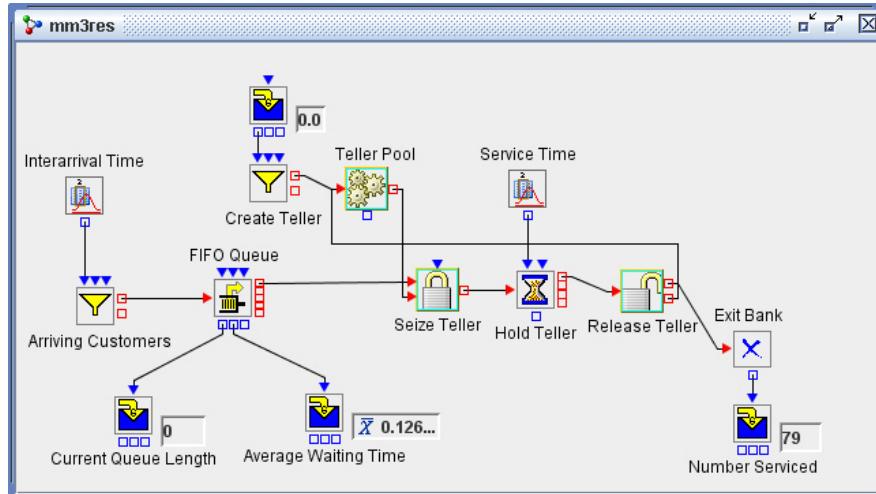 mm3res
0.0
Interarrival Time
Teller Pool
Service Time
Create Teller
FIFO Queue
Seize Teller
Hold Teller
Release Teller
Exit Bank
Arriving Customers
0
X 0.126...
79
Current Queue Length
Average Waiting Time
Number Serviced